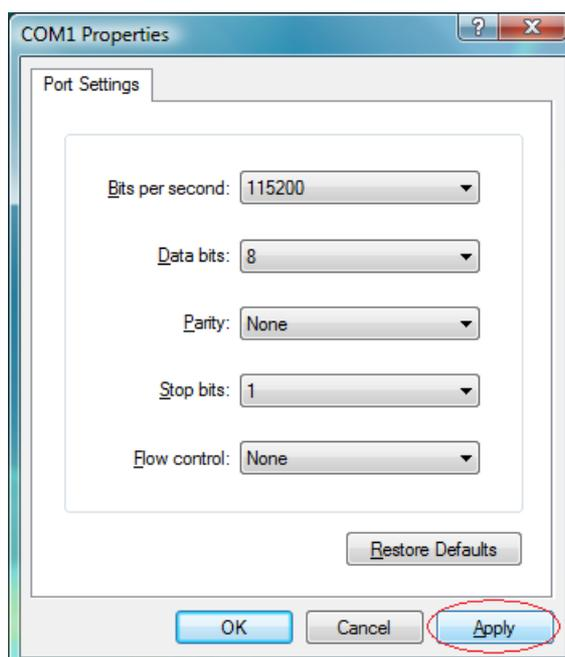 COM1 Properties
Port Settings
Bits per second: 115200
Data bits: 8
Parity: None
Stop bits: 1
Flow control: None
Restore Defaults
OK Cancel Apply